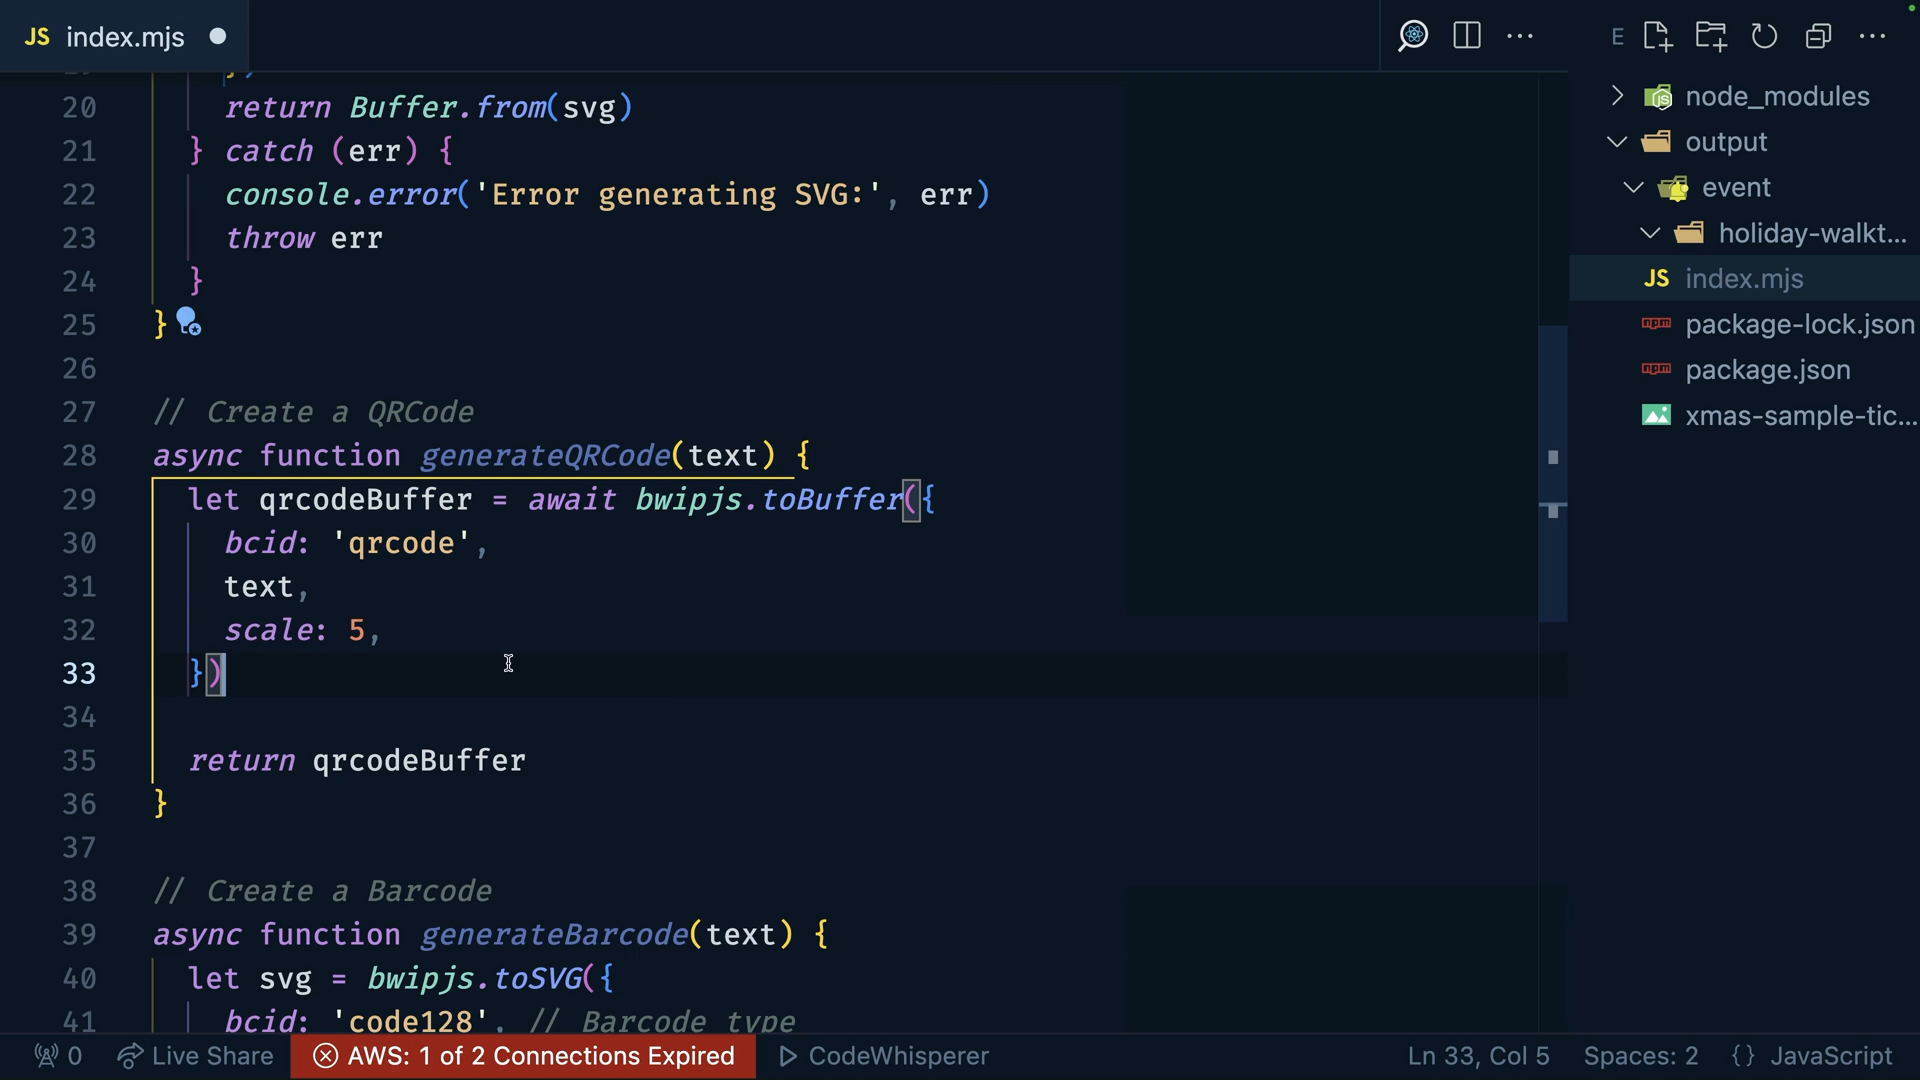 JS index.mjs
E
20 return Buffer.from(svg)
21 } catch (err) {
22 console.error('Error generating SVG:', err)
23 throw err
24 }
25 }
26
27 // Create a QRCode
28 async function generateQRCode(text) {
29 let qrcodeBuffer = await bwipjs.toBuffer({
30 bcid: 'qrcode',
31 text,
32 scale: 5,
33 })
34
35 return qrcodeBuffer
36 }
37
38 // Create a Barcode
39 async function generateBarcode(text) {
40 let svg = bwipjs.toSVG({
41 bcid: 'code128', // Barcode type
node_modules
output
event
holiday-walkt...
JS index.mjs
package-lock.json
package.json
xmas-sample-tic...
0 Live Share AWS: 1 of 2 Connections Expired CodeWhisperer Ln 33, Col 5 Spaces: 2 {} JavaScript